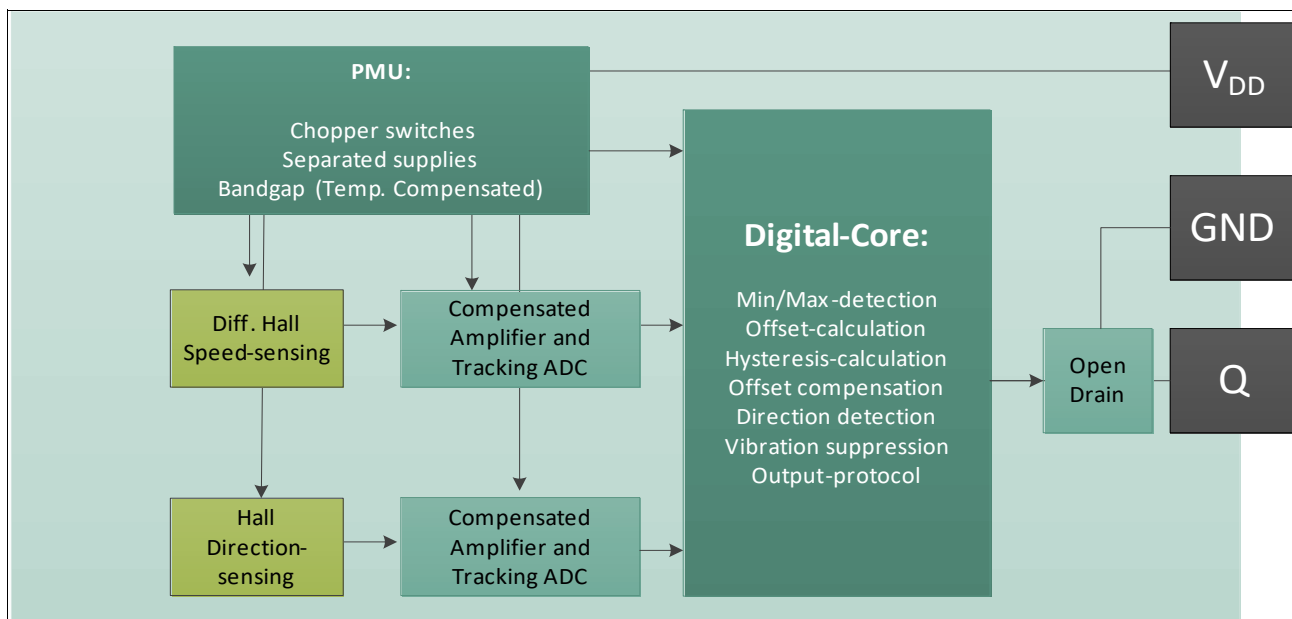 PMU:
Chopper switches
Separated supplies
Bandgap (Temp. Compensated)
VDD
GND
Digital-Core:
Min/Max-detection
Offset-calculation
Hysteresis-calculation
Offset compensation
Direction detection
Vibration suppression
Output-protocol
Diff. Hall
Speed-sensing
Compensated
Amplifier and
Tracking ADC
Open
Drain
Q
Hall
Direction-
sensing
Compensated
Amplifier and
Tracking ADC